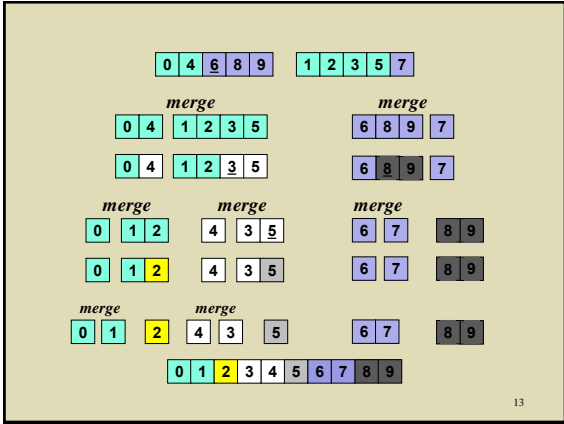 0 4 6 8 9 1 2 3 5 7
merge merge
0 4 1 2 3 5 6 8 9 7
0 4 1 2 3 5 6 8 9 7
merge merge merge
0 1 2 4 3 5 6 7 8 9
0 1 2 4 3 5 6 7 8 9
merge merge
0 1 2 4 3 5 6 7 8 9
0 1 2 3 4 5 6 7 8 9
13